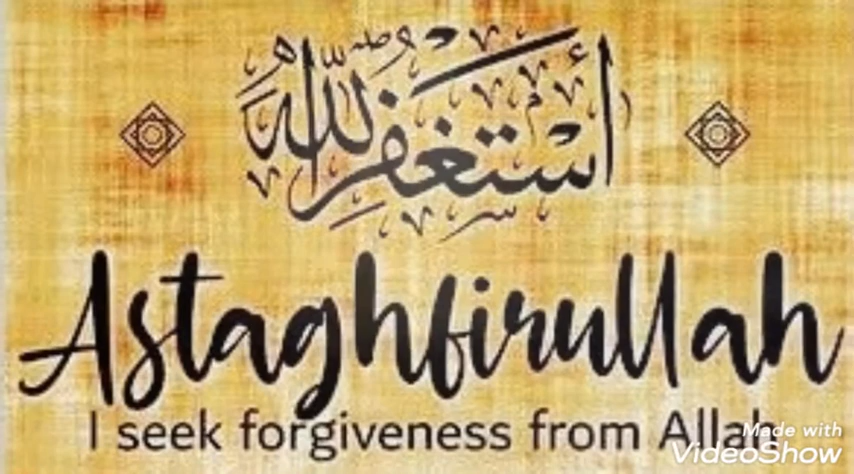 أستغفر الله
Astaghfirullah
I seek forgiveness from Allah
Made with
VideoShow